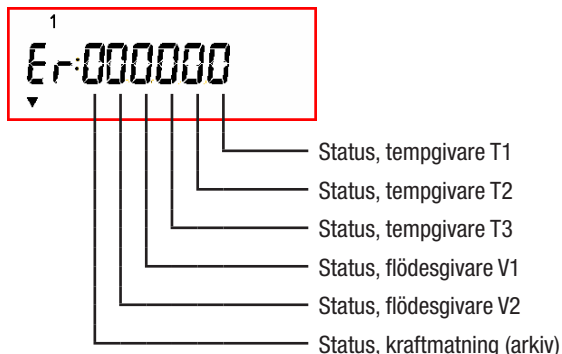 1
Er:000000
Status, tempgivare T1
Status, tempgivare T2
Status, tempgivare T3
Status, flödesgivare V1
Status, flödesgivare V2
Status, kraftmatning (arkiv)